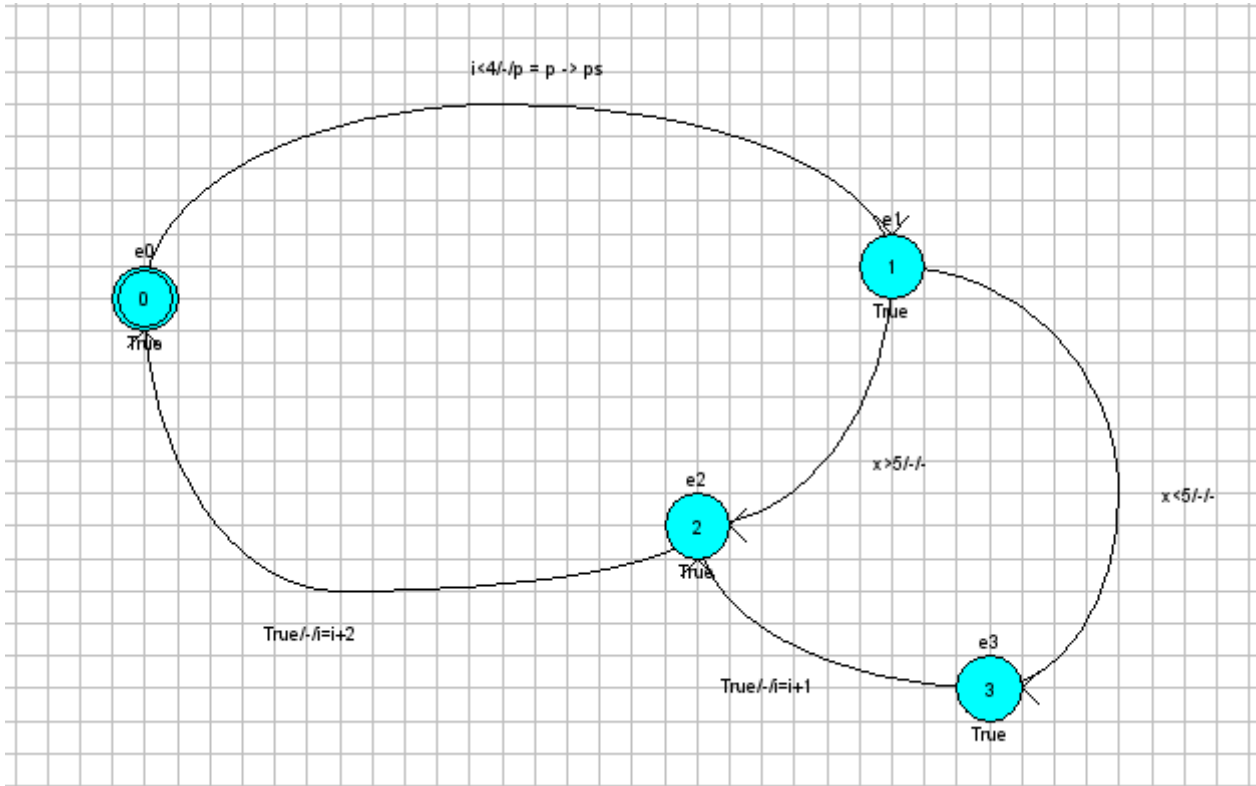 i<4/-/p = p -> ps
e1
1
True
e0
0
True
x>5/-/-
x<5/-/-
e2
2
True
True/-/i=i+2
e3
3
True
True/-/i=i+1